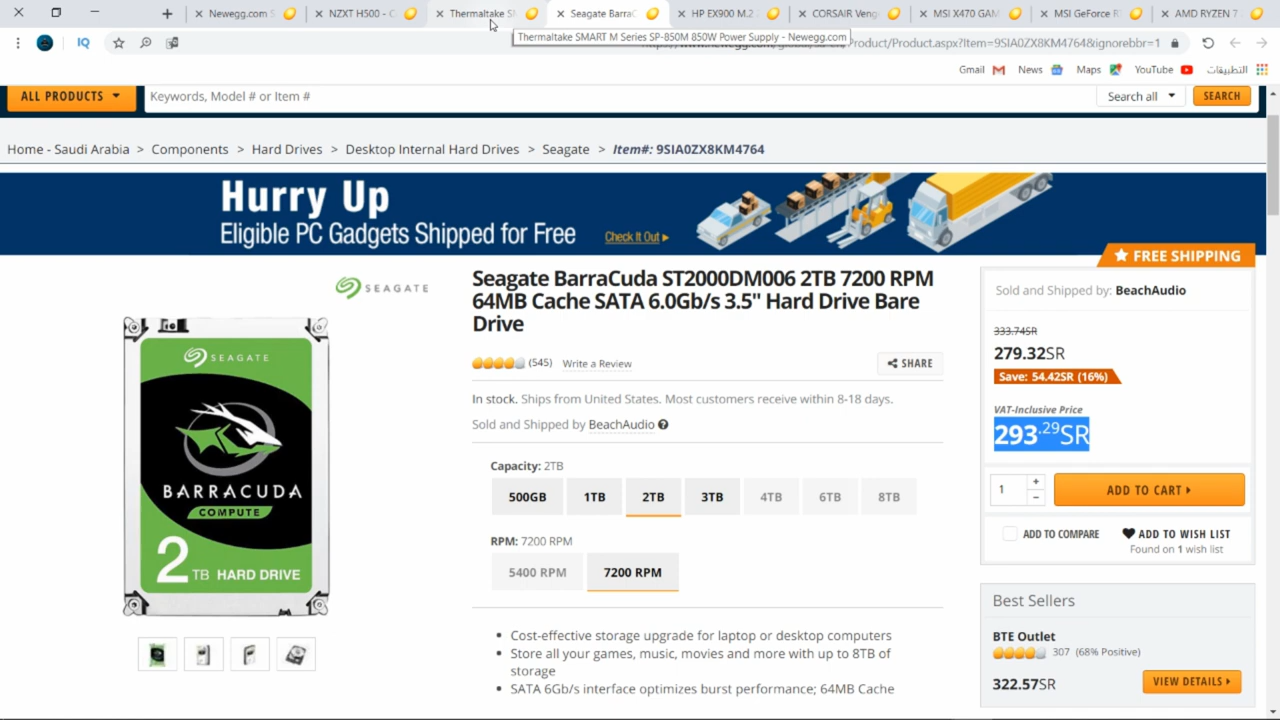 Newegg.com S
NZXT H500 - C
Thermaltake S
Seagate BarraC
HP EX900 M.2
CORSAIR Veng
MSI X470 GAM
MSI GeForce R
AMD RYZEN 7
Thermaltake SMART M Series SP-850M 850W Power Supply - Newegg.com
Product/Product.aspx?Item=9SIA0ZX8KM4764&ignorebbr=1
IQ
Gmail News Maps YouTube التطبيقات
ALL PRODUCTS
Keywords, Model # or Item #
Search all
SEARCH
Home - Saudi Arabia > Components > Hard Drives > Desktop Internal Hard Drives > Seagate > Item#: 9SIA0ZX8KM4764
Hurry Up
Eligible PC Gadgets Shipped for Free Check It Out
FREE SHIPPING
SEAGATE
SEAGATE
BARRACUDA
COMPUTE
2 TB HARD DRIVE
Seagate BarraCuda ST2000DM006 2TB 7200 RPM
64MB Cache SATA 6.0Gb/s 3.5" Hard Drive Bare
Drive
(545) Write a Review
SHARE
In stock. Ships from United States. Most customers receive within 8-18 days.
Sold and Shipped by BeachAudio
Capacity: 2TB
500GB 1TB 2TB 3TB 4TB 6TB 8TB
RPM: 7200 RPM
5400 RPM 7200 RPM
• Cost-effective storage upgrade for laptop or desktop computers
• Store all your games, music, movies and more with up to 8TB of
storage
• SATA 6Gb/s interface optimizes burst performance; 64MB Cache
Sold and Shipped by: BeachAudio
333.74SR
279.32SR
Save: 54.42SR (16%)
VAT-Inclusive Price
293.29SR
1
+
−
ADD TO CART
ADD TO COMPARE
ADD TO WISH LIST
Found on 1 wish list
Best Sellers
BTE Outlet
307 (68% Positive)
322.57SR
VIEW DETAILS